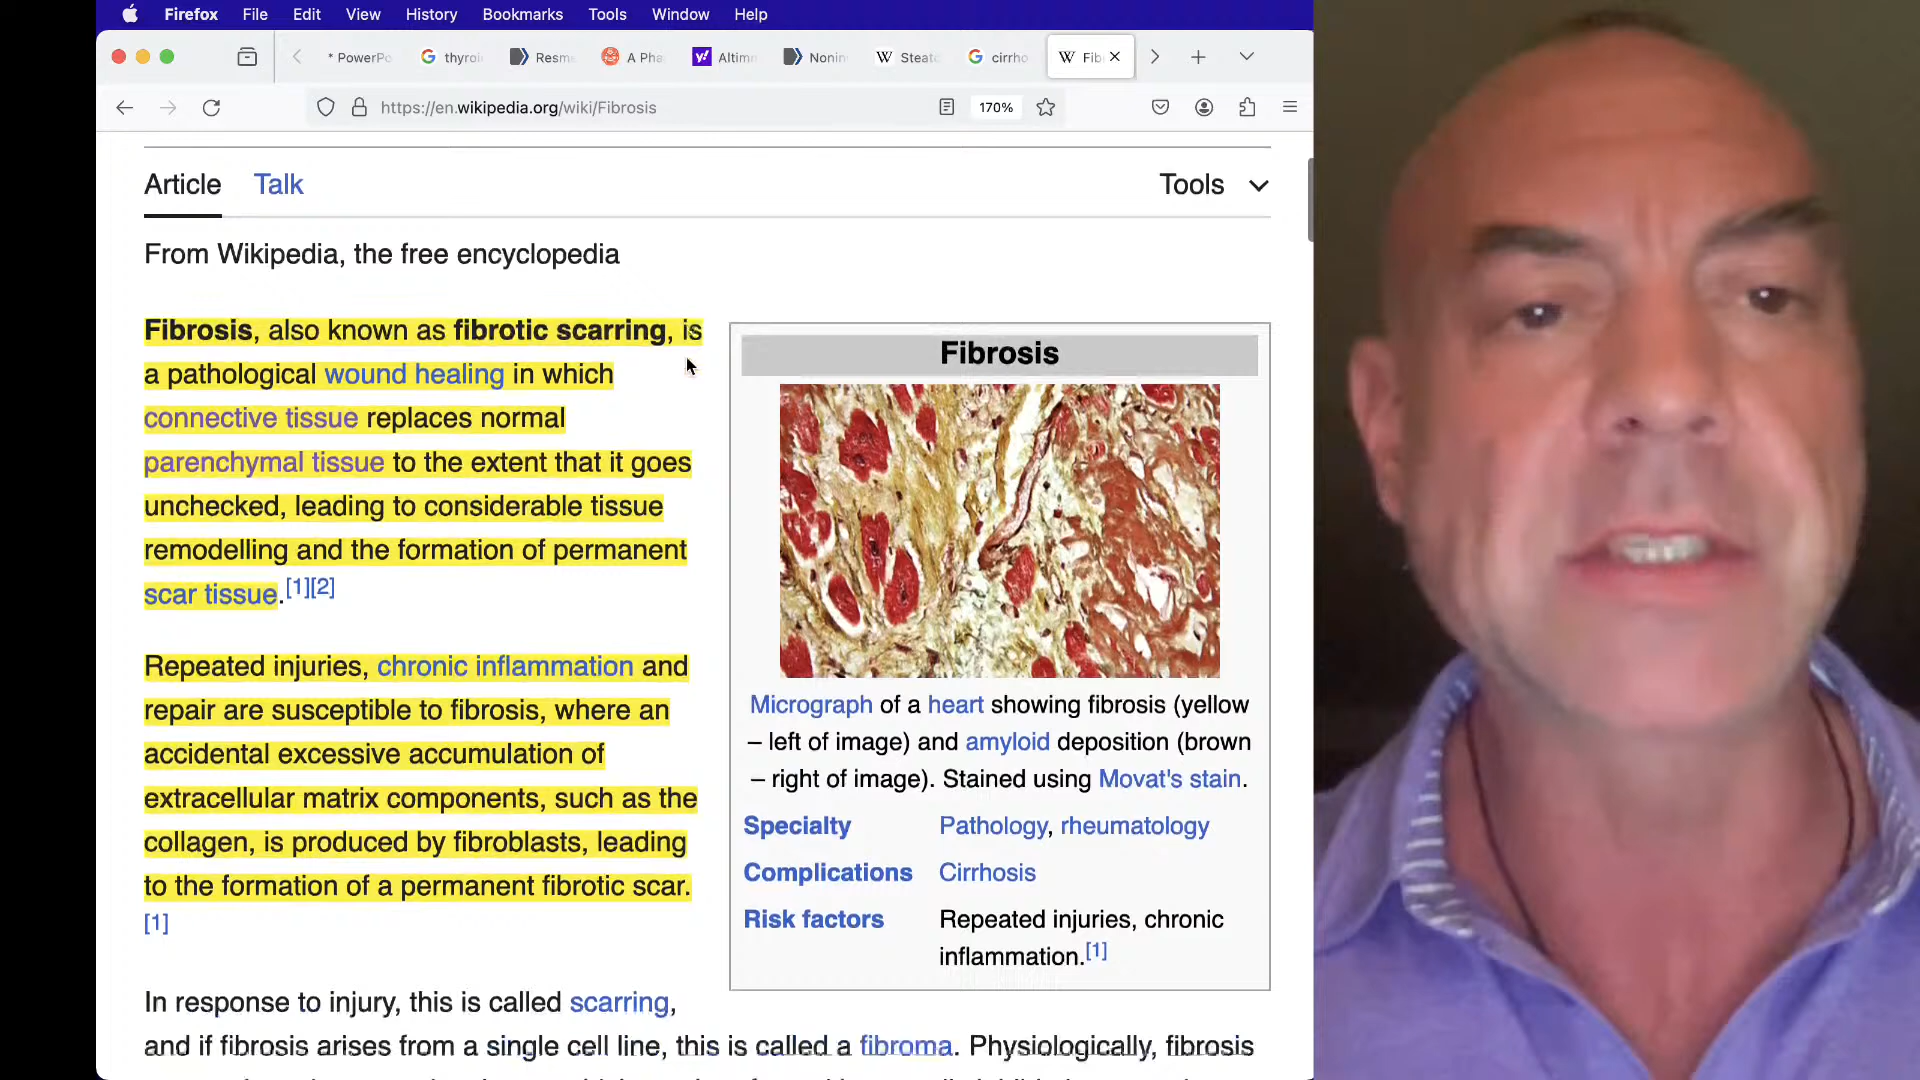 Firefox File Edit View History Bookmarks Tools Window Help
* PowerPo thyroi Resm A Pha Altim Nonin Steato cirrho Fib
https://en.wikipedia.org/wiki/Fibrosis 170%
Article Talk Tools
From Wikipedia, the free encyclopedia
Fibrosis, also known as fibrotic scarring, is
a pathological wound healing in which
connective tissue replaces normal
parenchymal tissue to the extent that it goes
unchecked, leading to considerable tissue
remodelling and the formation of permanent
scar tissue.[1][2]
Repeated injuries, chronic inflammation and
repair are susceptible to fibrosis, where an
accidental excessive accumulation of
extracellular matrix components, such as the
collagen, is produced by fibroblasts, leading
to the formation of a permanent fibrotic scar.
[1]
Fibrosis
Micrograph of a heart showing fibrosis (yellow
– left of image) and amyloid deposition (brown
– right of image). Stained using Movat's stain.
Specialty Pathology, rheumatology
Complications Cirrhosis
Risk factors Repeated injuries, chronic
inflammation.[1]
In response to injury, this is called scarring,
and if fibrosis arises from a single cell line, this is called a fibroma. Physiologically, fibrosis